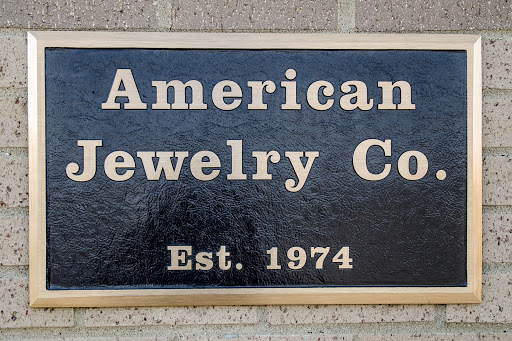 American
Jewelry Co.
Est. 1974